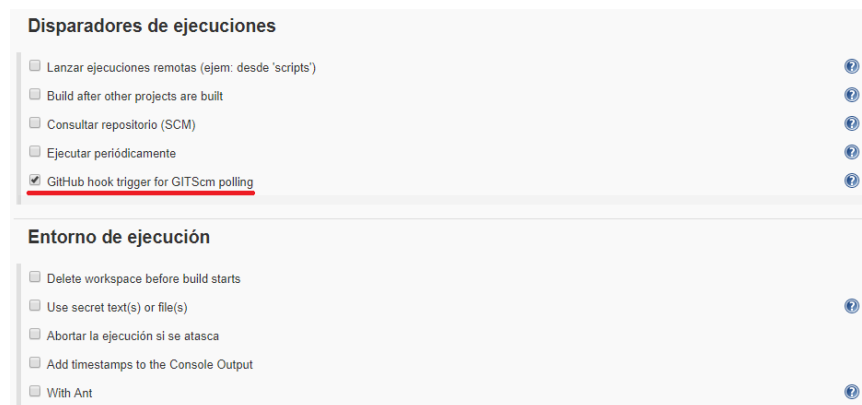 Disparadores de ejecuciones
Lanzar ejecuciones remotas (ejem: desde 'scripts')
Build after other projects are built
Consultar repositorio (SCM)
Ejecutar periódicamente
GitHub hook trigger for GITScm polling
Entorno de ejecución
Delete workspace before build starts
Use secret text(s) or file(s)
Abortar la ejecución si se atasca
Add timestamps to the Console Output
With Ant